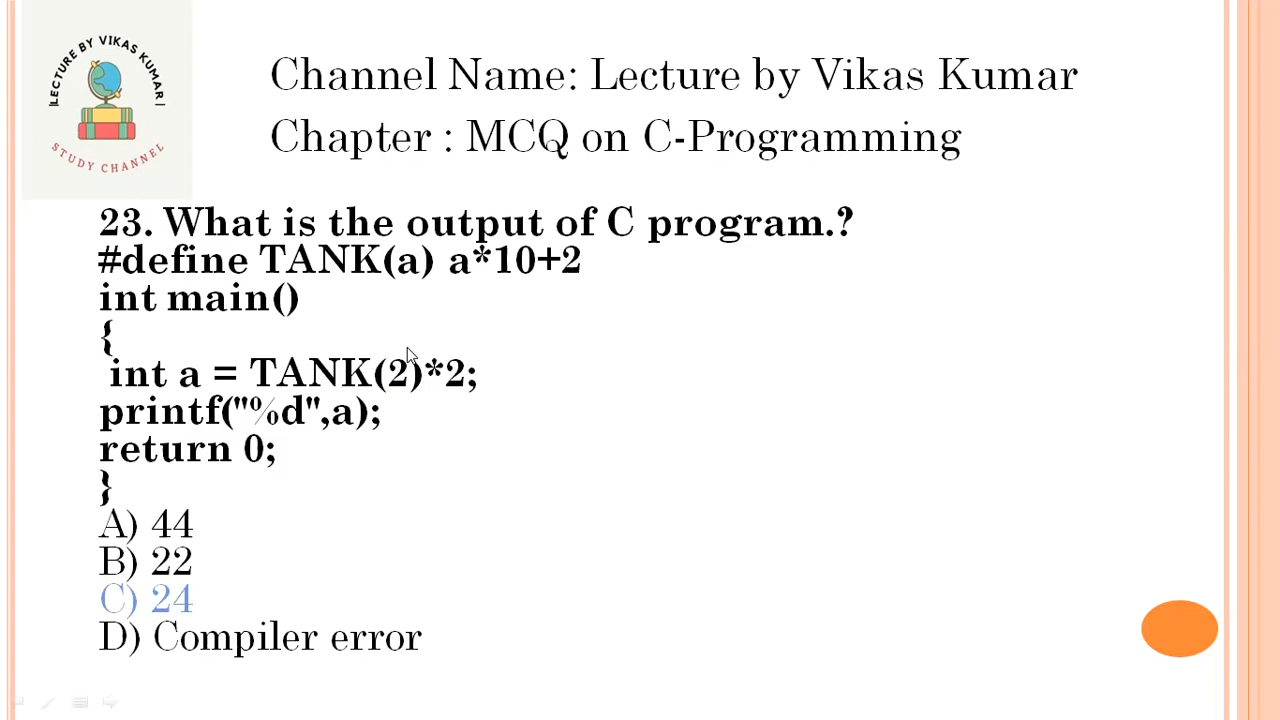 LECTURE BY VIKAS KUMAR
STUDY CHANNEL
Channel Name: Lecture by Vikas Kumar
Chapter : MCQ on C-Programming
23. What is the output of C program.?
#define TANK(a) a*10+2
int main()
{
int a = TANK(2)*2;
printf("%d",a);
return 0;
}
A) 44
B) 22
C) 24
D) Compiler error